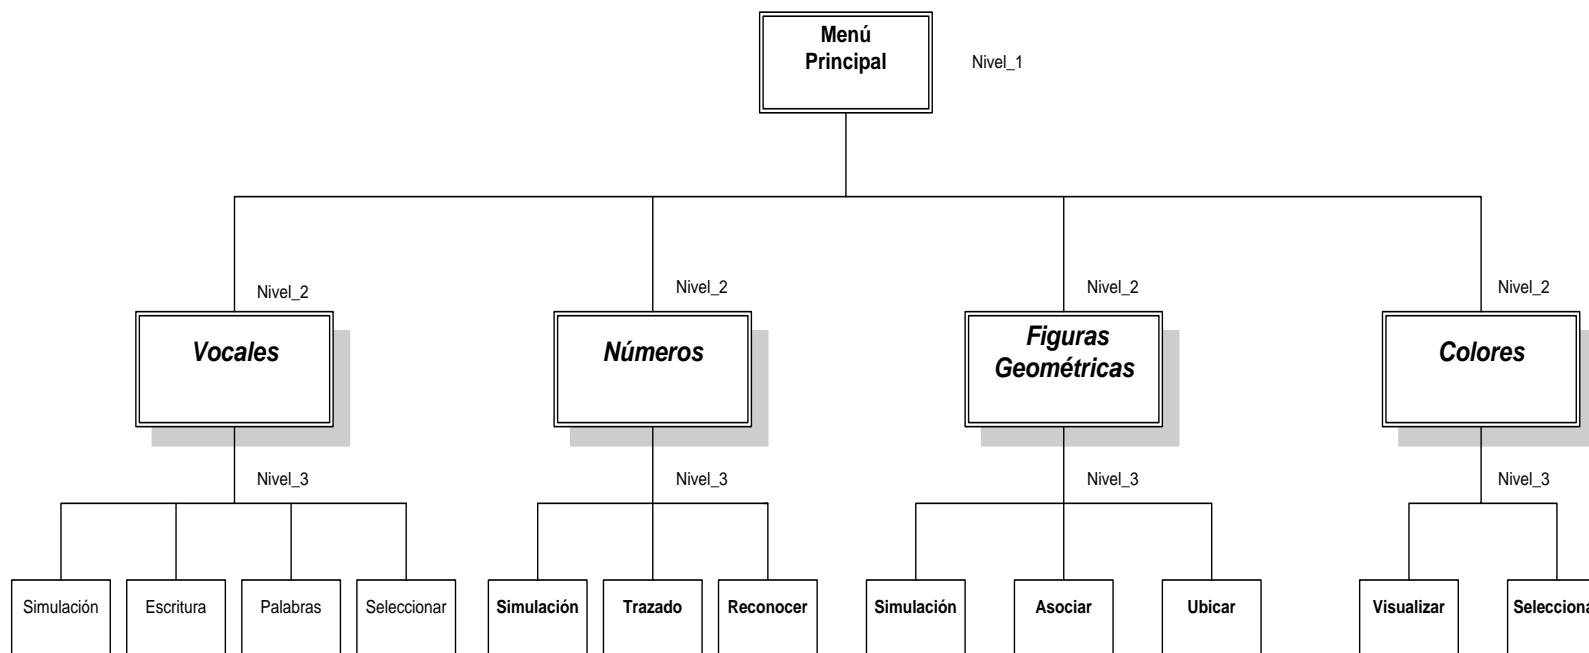 Menú
Principal
Nivel_1
Nivel_2
Nivel_2
Nivel_2
Nivel_2
Vocales
Números
Figuras
Geométricas
Colores
Nivel_3
Nivel_3
Nivel_3
Nivel_3
Simulación
Escritura
Palabras
Seleccionar
Simulación
Trazado
Reconocer
Simulación
Asociar
Ubicar
Visualizar
Selecciona